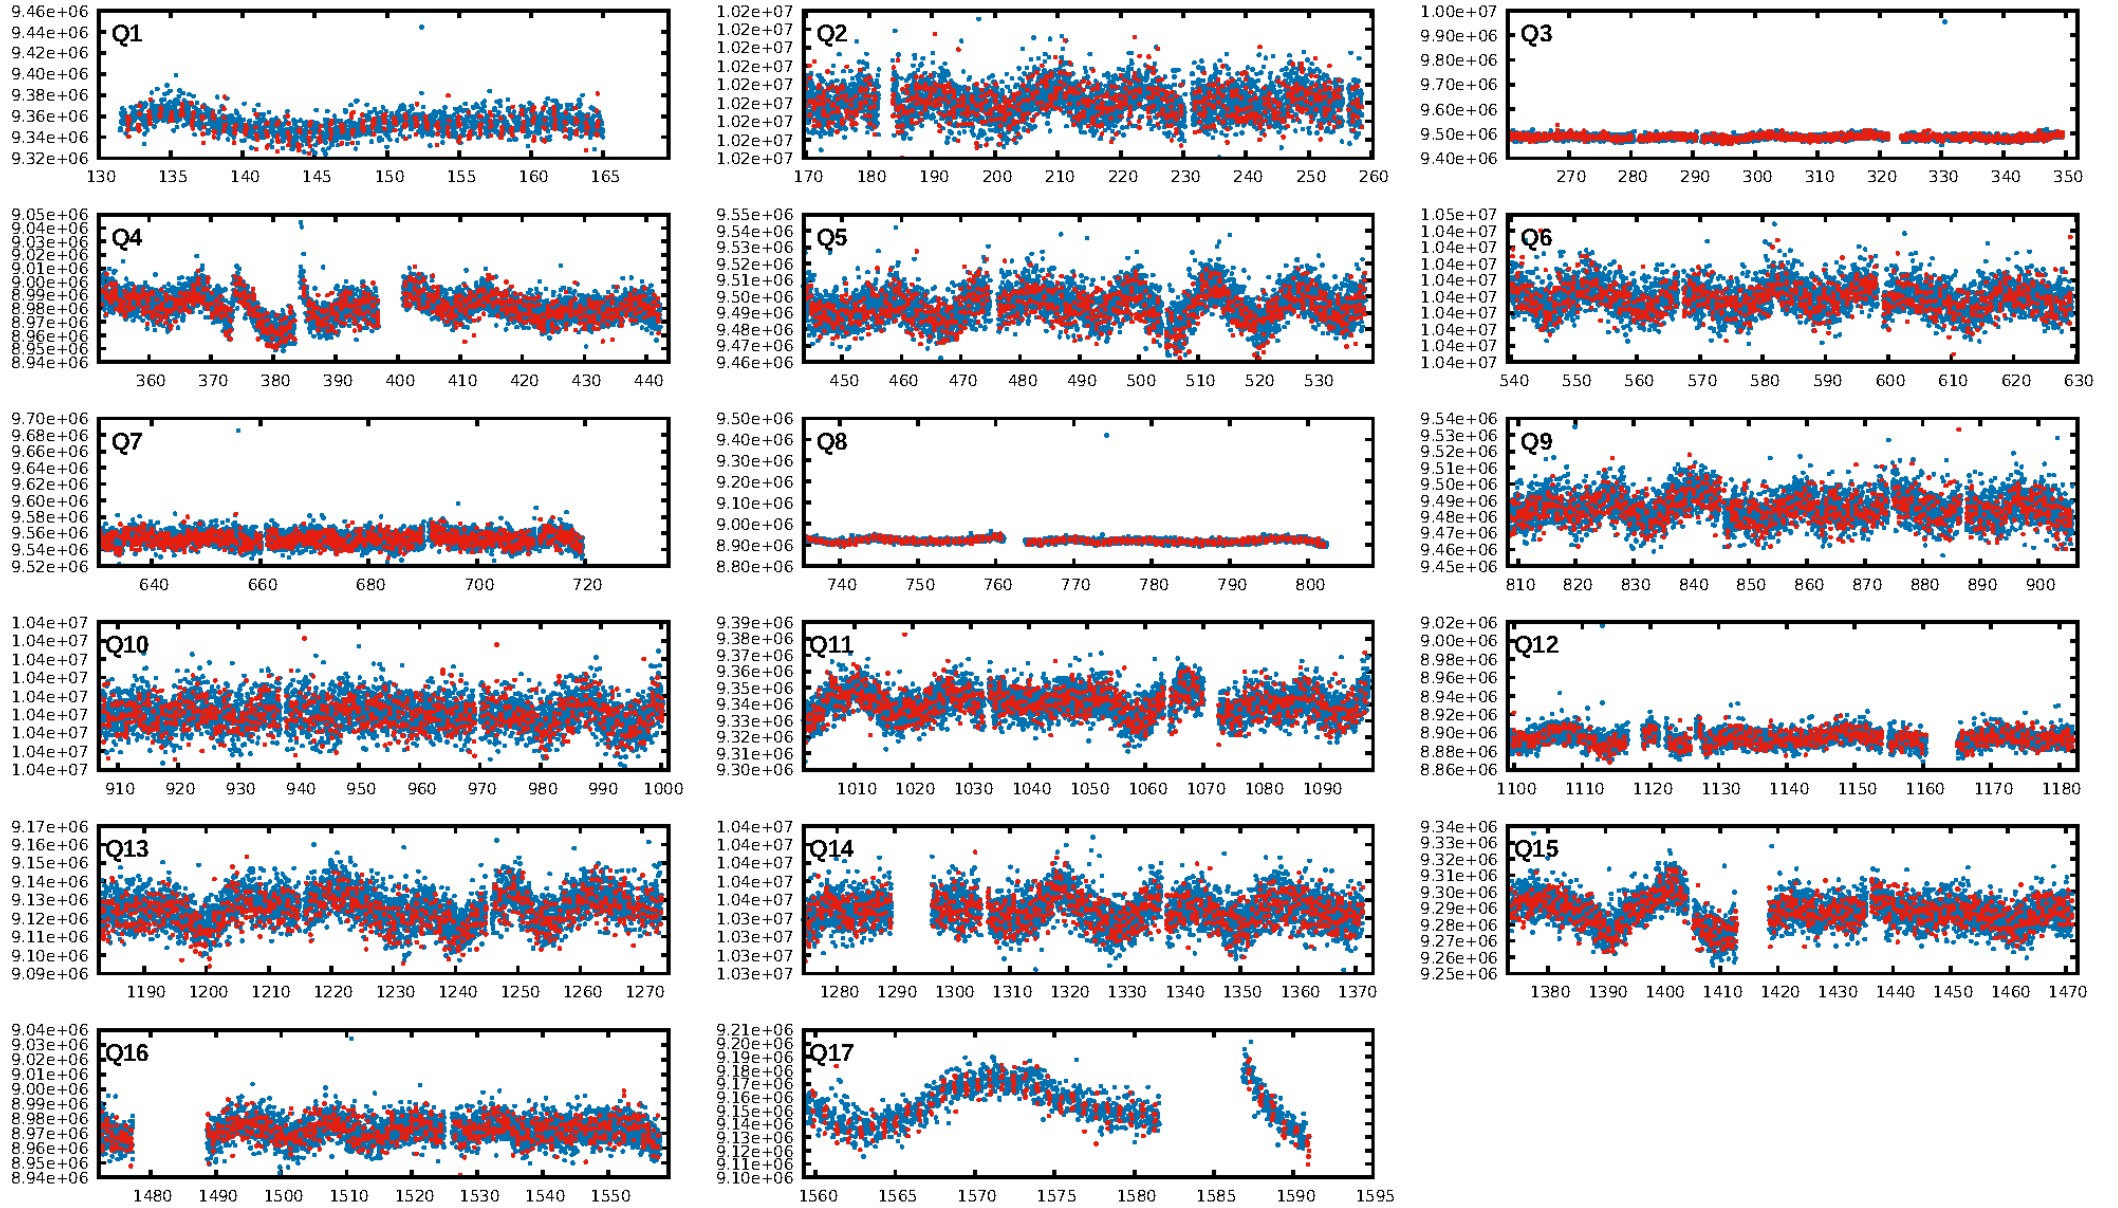 9.46e+06 9.44e+06 9.42e+06 9.40e+06 9.38e+06 9.36e+06 9.34e+06 9.32e+06
Q1
130 135 140 145 150 155 160 165
1.02e+07 1.02e+07 1.02e+07 1.02e+07 1.02e+07 1.02e+07 1.02e+07 1.02e+07 1.02e+07
Q2
170 180 190 200 210 220 230 240 250 260
1.00e+07 9.90e+06 9.80e+06 9.70e+06 9.60e+06 9.50e+06 9.40e+06
Q3
270 280 290 300 310 320 330 340 350
9.05e+06 9.04e+06 9.03e+06 9.02e+06 9.01e+06 9.00e+06 8.99e+06 8.98e+06 8.97e+06 8.96e+06 8.95e+06 8.94e+06
Q4
360 370 380 390 400 410 420 430 440
9.55e+06 9.54e+06 9.53e+06 9.52e+06 9.51e+06 9.50e+06 9.49e+06 9.48e+06 9.47e+06 9.46e+06
Q5
450 460 470 480 490 500 510 520 530
1.05e+07 1.05e+07 1.04e+07 1.04e+07 1.04e+07 1.04e+07 1.04e+07 1.04e+07 1.04e+07 1.04e+07
Q6
540 550 560 570 580 590 600 610 620 630
9.70e+06 9.68e+06 9.66e+06 9.64e+06 9.62e+06 9.60e+06 9.58e+06 9.56e+06 9.54e+06 9.52e+06
Q7
640 660 680 700 720
9.50e+06 9.40e+06 9.30e+06 9.20e+06 9.10e+06 9.00e+06 8.90e+06 8.80e+06
Q8
740 750 760 770 780 790 800
9.54e+06 9.53e+06 9.52e+06 9.51e+06 9.50e+06 9.49e+06 9.48e+06 9.47e+06 9.46e+06 9.45e+06
Q9
810 820 830 840 850 860 870 880 890 900
1.04e+07 1.04e+07 1.04e+07 1.04e+07 1.04e+07 1.04e+07 1.04e+07 1.04e+07 1.04e+07
Q10
910 920 930 940 950 960 970 980 990 1000
9.39e+06 9.38e+06 9.37e+06 9.36e+06 9.35e+06 9.34e+06 9.33e+06 9.32e+06 9.31e+06 9.30e+06
Q11
1010 1020 1030 1040 1050 1060 1070 1080 1090
9.02e+06 9.00e+06 8.98e+06 8.96e+06 8.94e+06 8.92e+06 8.90e+06 8.88e+06 8.86e+06
Q12
1100 1110 1120 1130 1140 1150 1160 1170 1180
9.17e+06 9.16e+06 9.15e+06 9.14e+06 9.13e+06 9.12e+06 9.11e+06 9.10e+06 9.09e+06
Q13
1190 1200 1210 1220 1230 1240 1250 1260 1270
1.04e+07 1.04e+07 1.04e+07 1.04e+07 1.04e+07 1.03e+07 1.03e+07 1.03e+07 1.03e+07
Q14
1280 1290 1300 1310 1320 1330 1340 1350 1360 1370
9.34e+06 9.33e+06 9.32e+06 9.31e+06 9.30e+06 9.29e+06 9.28e+06 9.27e+06 9.26e+06 9.25e+06
Q15
1380 1390 1400 1410 1420 1430 1440 1450 1460 1470
9.04e+06 9.03e+06 9.02e+06 9.01e+06 9.00e+06 8.99e+06 8.98e+06 8.97e+06 8.96e+06 8.95e+06 8.94e+06
Q16
1480 1490 1500 1510 1520 1530 1540 1550
9.21e+06 9.20e+06 9.19e+06 9.18e+06 9.17e+06 9.16e+06 9.15e+06 9.14e+06 9.13e+06 9.12e+06 9.11e+06 9.10e+06
Q17
1560 1565 1570 1575 1580 1585 1590 1595